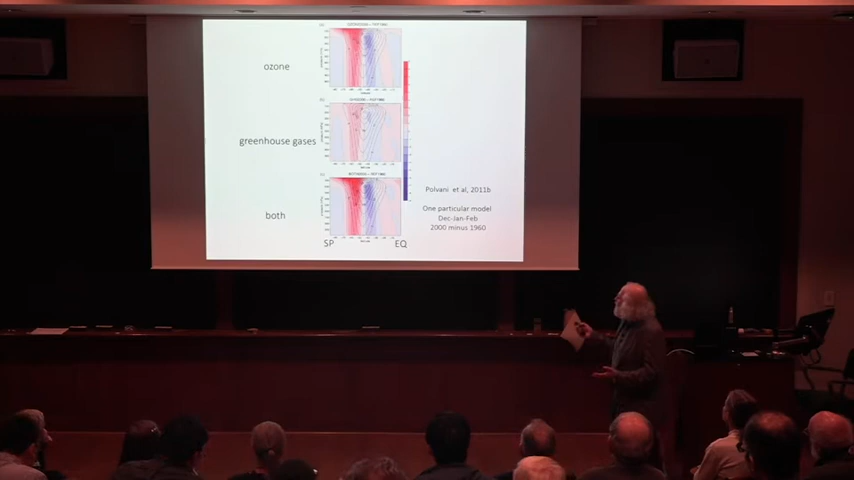 ozone
greenhouse gases
both
SP
EQ
Polvani et al, 2011b
One particular model
Dec-Jan-Feb
2000 minus 1960